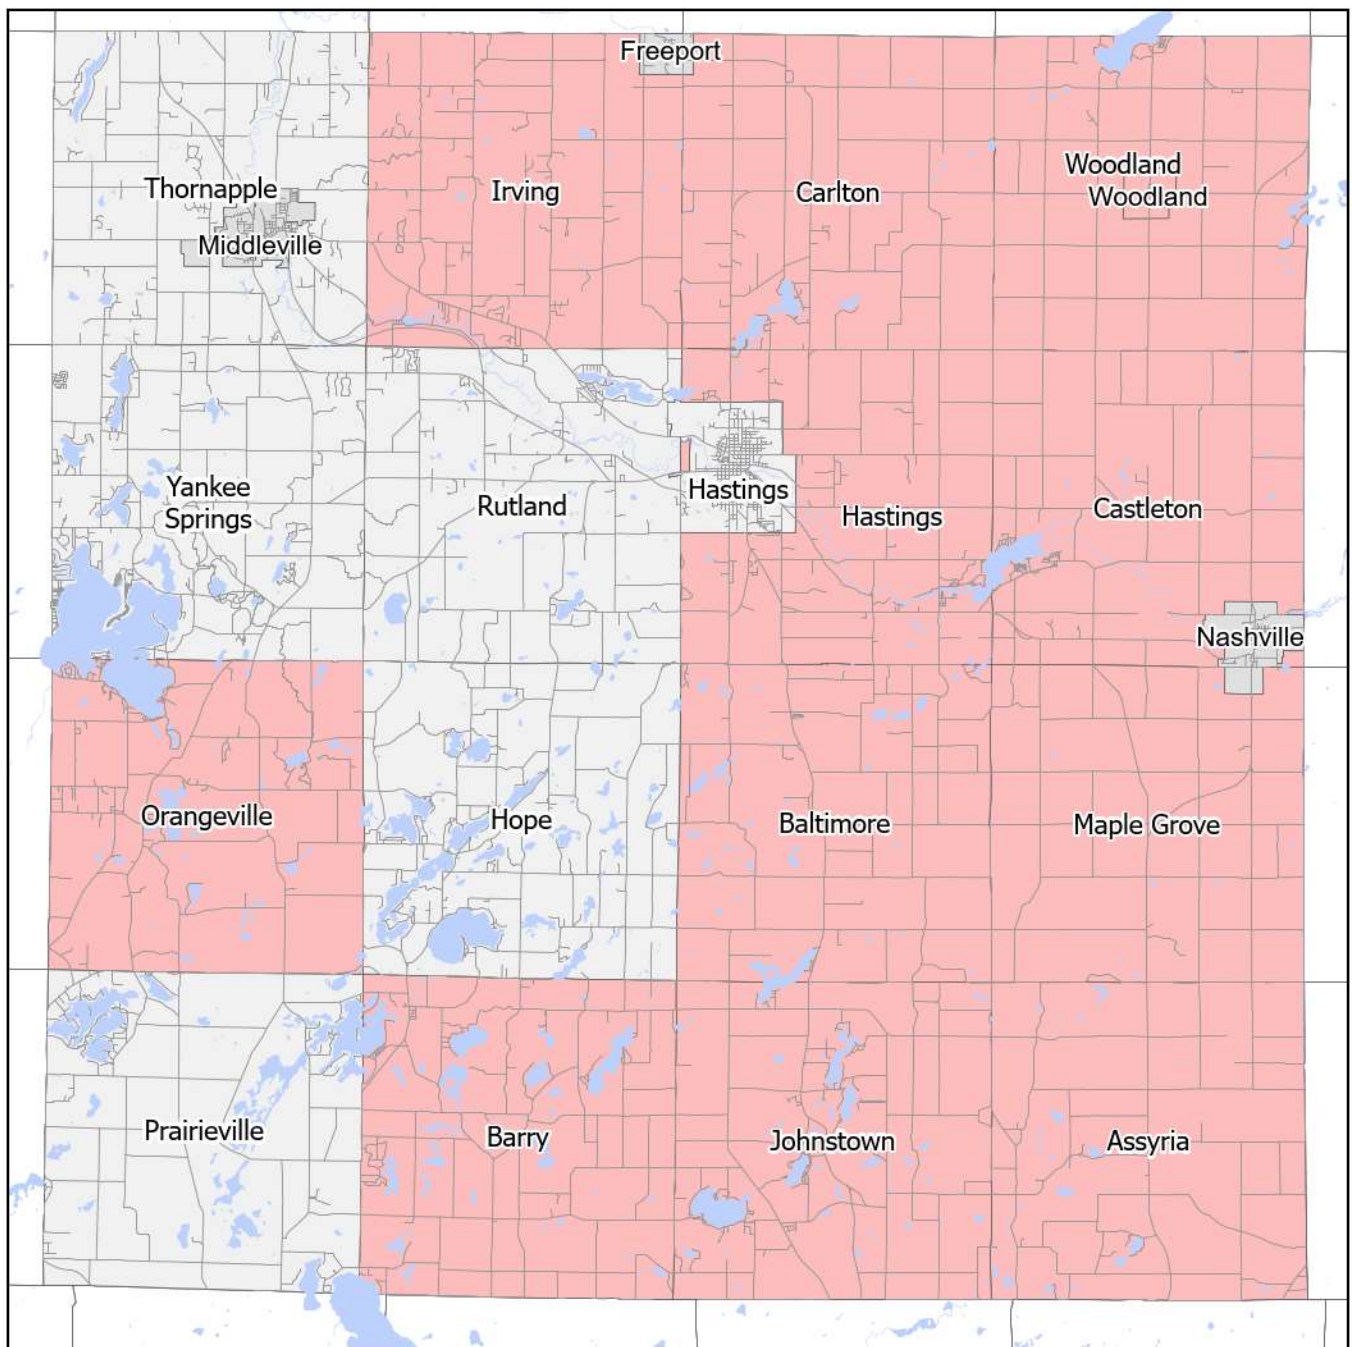 Freeport
Woodland
Thornapple
Irving
Carlton
Woodland
Middleville
Yankee
Springs
Rutland
Hastings
Hastings
Castleton
Nashville
Orangeville
Hope
Baltimore
Maple Grove
Prairieville
Barry
Johnstown
Assyria